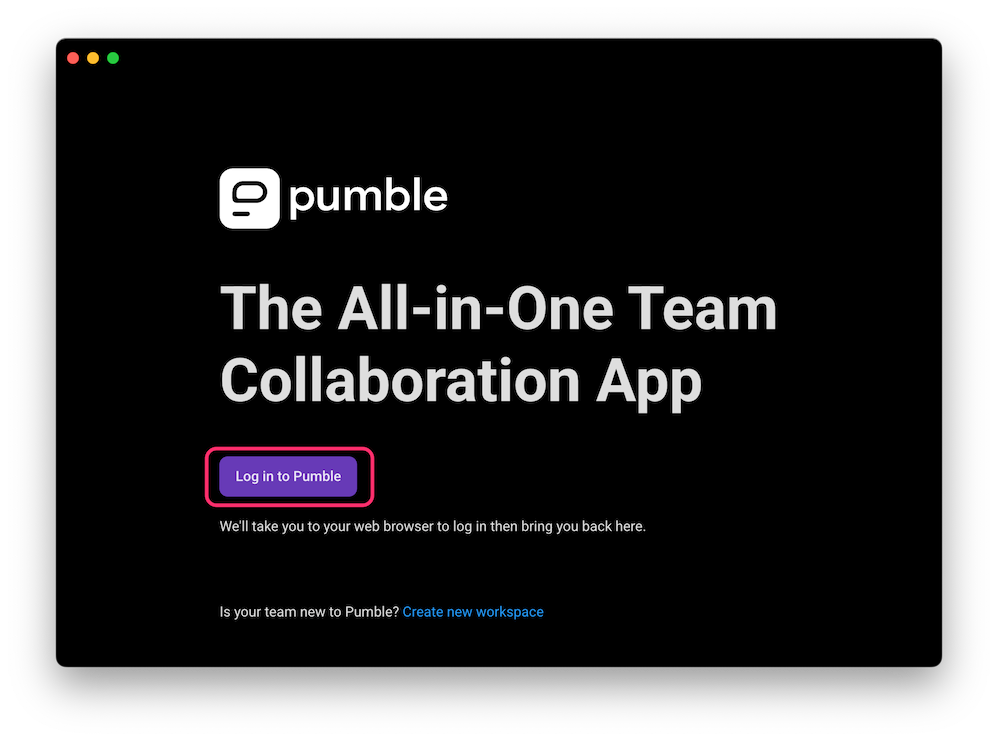 pumble
The All-in-One Team
Collaboration App
Log in to Pumble
We'll take you to your web browser to log in then bring you back here.
Is your team new to Pumble? Create new workspace